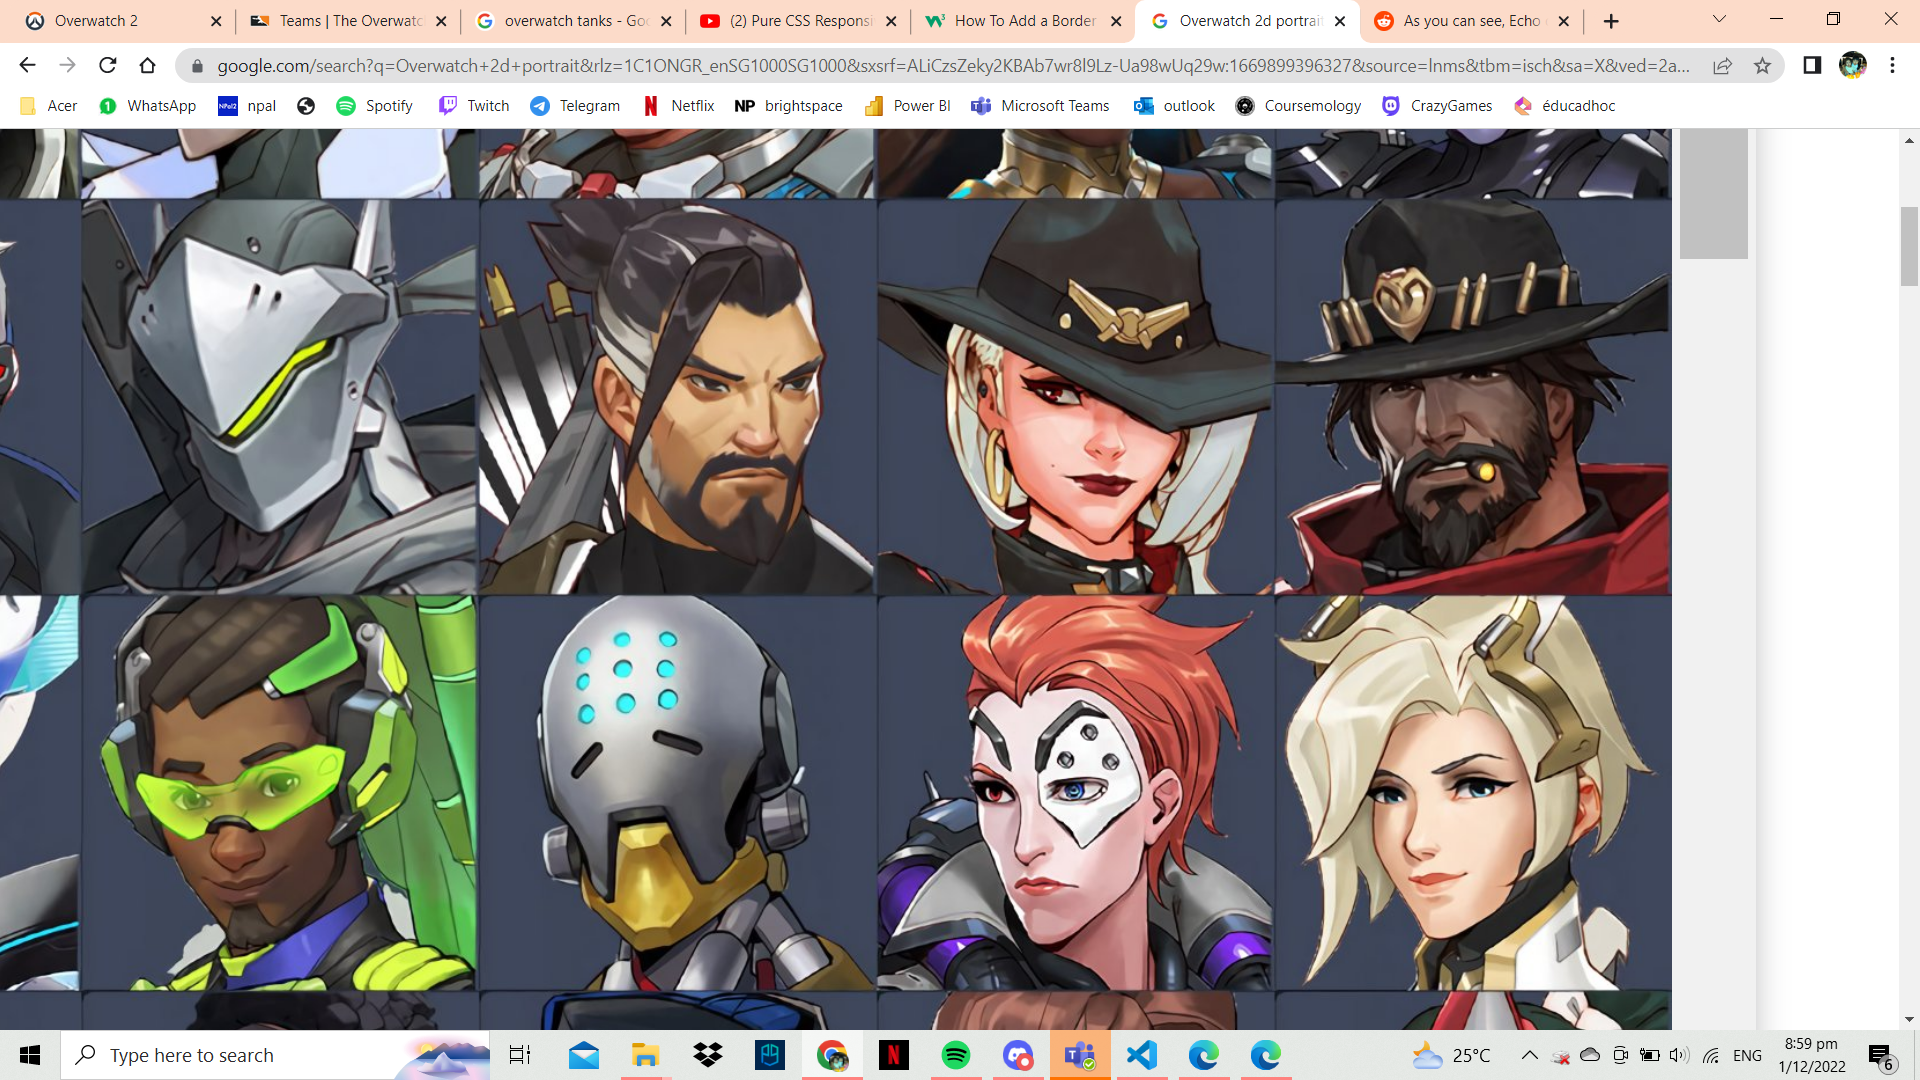 Overwatch 2
Teams | The Overwatc
overwatch tanks - Goo
(2) Pure CSS Responsi
How To Add a Border
Overwatch 2d portrait
As you can see, Echo
google.com/search?q=Overwatch+2d+portrait&rlz=1C1ONGR_enSG1000SG1000&sxsrf=ALiCzsZeky2KBAb7wr8l9Lz-Ua98wUq29w:1669899396327&source=lnms&tbm=isch&sa=X&ved=2a...
Acer
WhatsApp
npal
Spotify
Twitch
Telegram
Netflix
NP brightspace
Power BI
Microsoft Teams
outlook
Coursemology
CrazyGames
éducadhoc
Type here to search
25°C
ENG
8:59 pm
1/12/2022
6